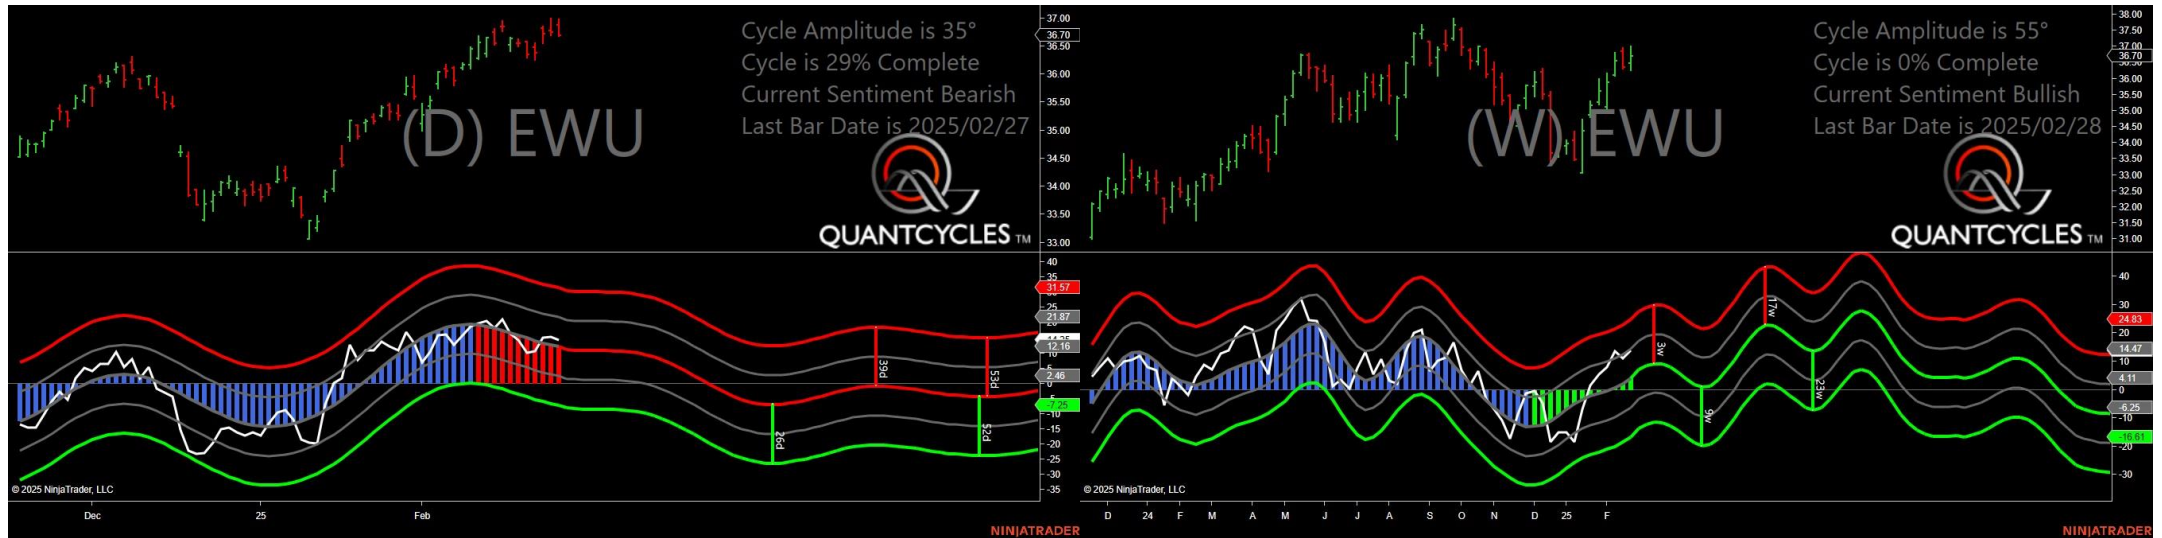 Cycle Amplitude is 35°
Cycle is 29% Complete
Current Sentiment Bearish
Last Bar Date is 2025/02/27
(D) EWU
QUANTCYCLES TM
37.00
36.70
36.50
36.00
35.50
35.00
34.50
34.00
33.50
33.00
40
35
31.57
25
21.87
12.16
10
5
2.46
-7.25
-10
-15
-20
-25
-30
-35
26d
39d
52d
53d
© 2025 NinjaTrader, LLC
Dec
25
Feb
NINJATRADER
Cycle Amplitude is 55°
Cycle is 0% Complete
Current Sentiment Bullish
Last Bar Date is 2025/02/28
(W) EWU
QUANTCYCLES TM
38.00
37.50
37.00
36.70
36.00
35.50
35.00
34.50
34.00
33.50
33.00
32.50
32.00
31.50
31.00
40
30
24.83
20
14.47
10
4.11
0
-6.25
-10
-16.61
-20
-30
3w
9w
17w
23w
© 2025 NinjaTrader, LLC
D
24
F
M
A
M
J
J
A
S
O
N
D
25
F
NINJATRADER